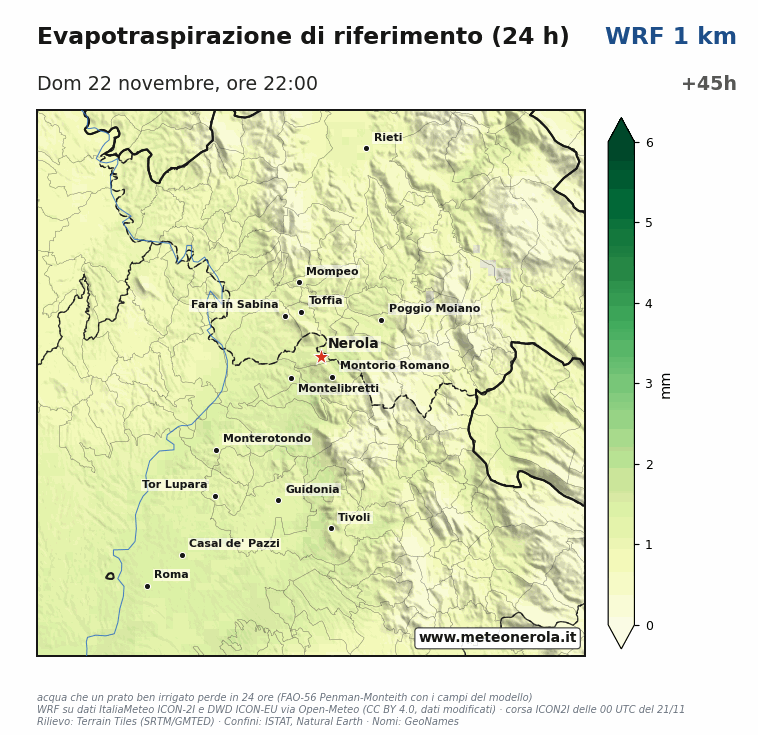 Evapotraspirazione di riferimento (24 h) WRF 1 km
Dom 22 novembre, ore 22:00 +45h
Rieti
Mompeo
Toffia
Fara in Sabina
Poggio Moiano
Nerola
Montorio Romano
Montelibretti
Monterotondo
Tor Lupara
Guidonia
Tivoli
Casal de' Pazzi
Roma
www.meteonerola.it
6
5
4
3
2
1
0
mm
acqua che un prato ben irrigato perde in 24 ore (FAO-56 Penman-Monteith con i campi del modello)
WRF su dati ItaliaMeteo ICON-2I e DWD ICON-EU via Open-Meteo (CC BY 4.0, dati modificati) · corsa ICON2I delle 00 UTC del 21/11
Rilievo: Terrain Tiles (SRTM/GMTED) · Confini: ISTAT, Natural Earth · Nomi: GeoNames